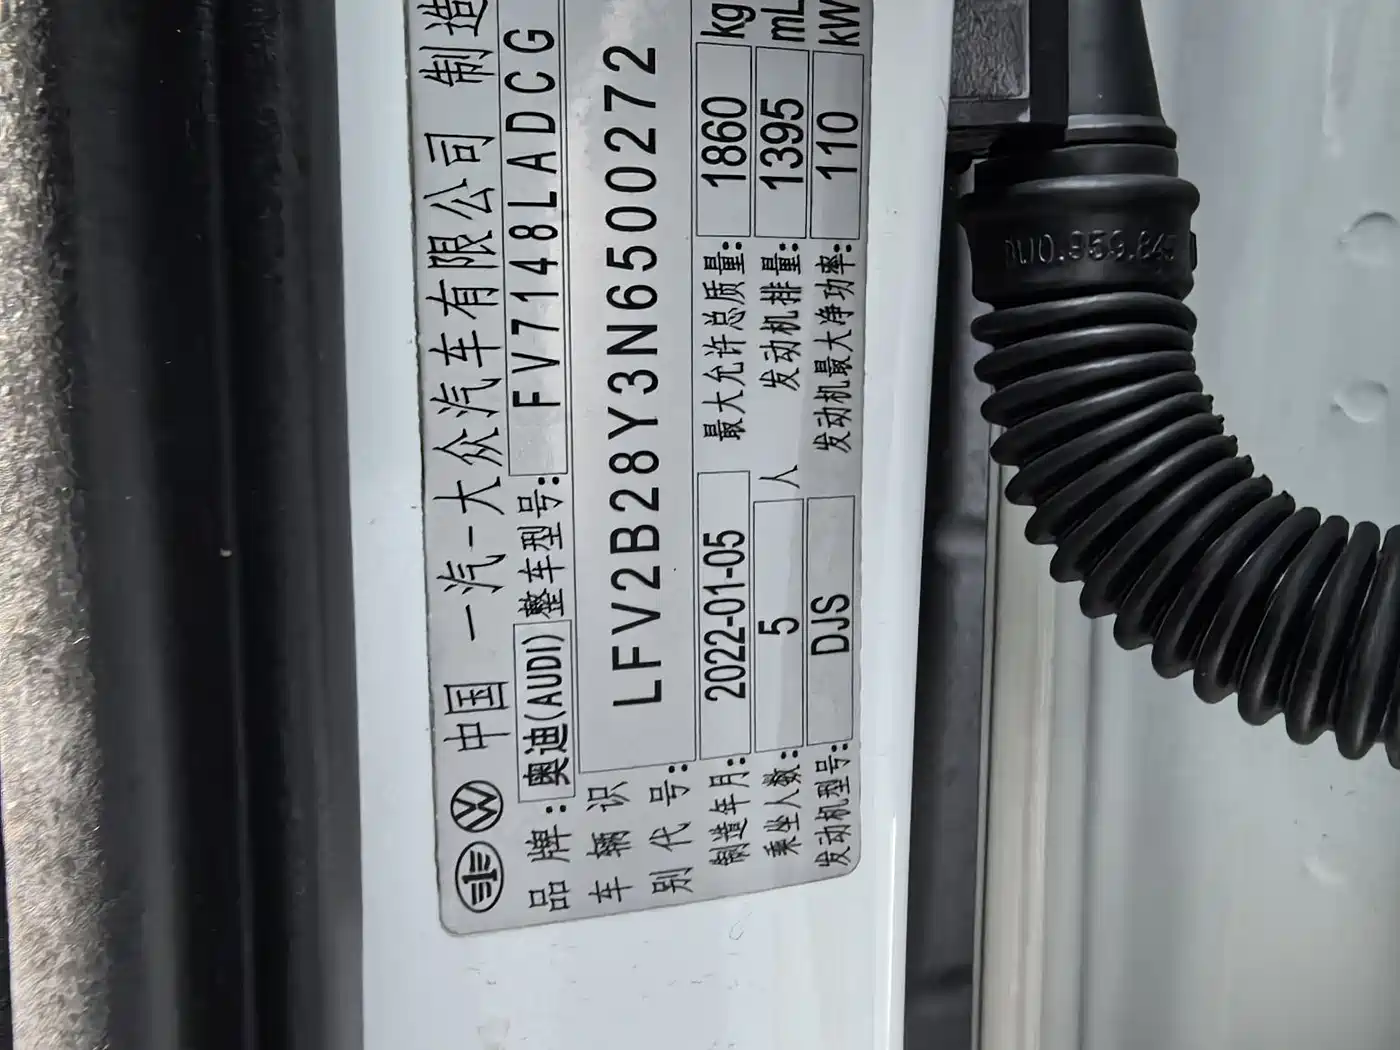 中国 一汽-大众汽车有限公司 制造
品牌: 奥迪(AUDI) 整车型号: FV7148LADCG
车辆识别代号: LFV2B28Y3N6500272
制造年月: 2022-01-05 最大允许总质量: 1860 kg
乘坐人数: 5 人 发动机排量: 1395 mL
发动机型号: DJS 发动机最大净功率: 110 kW